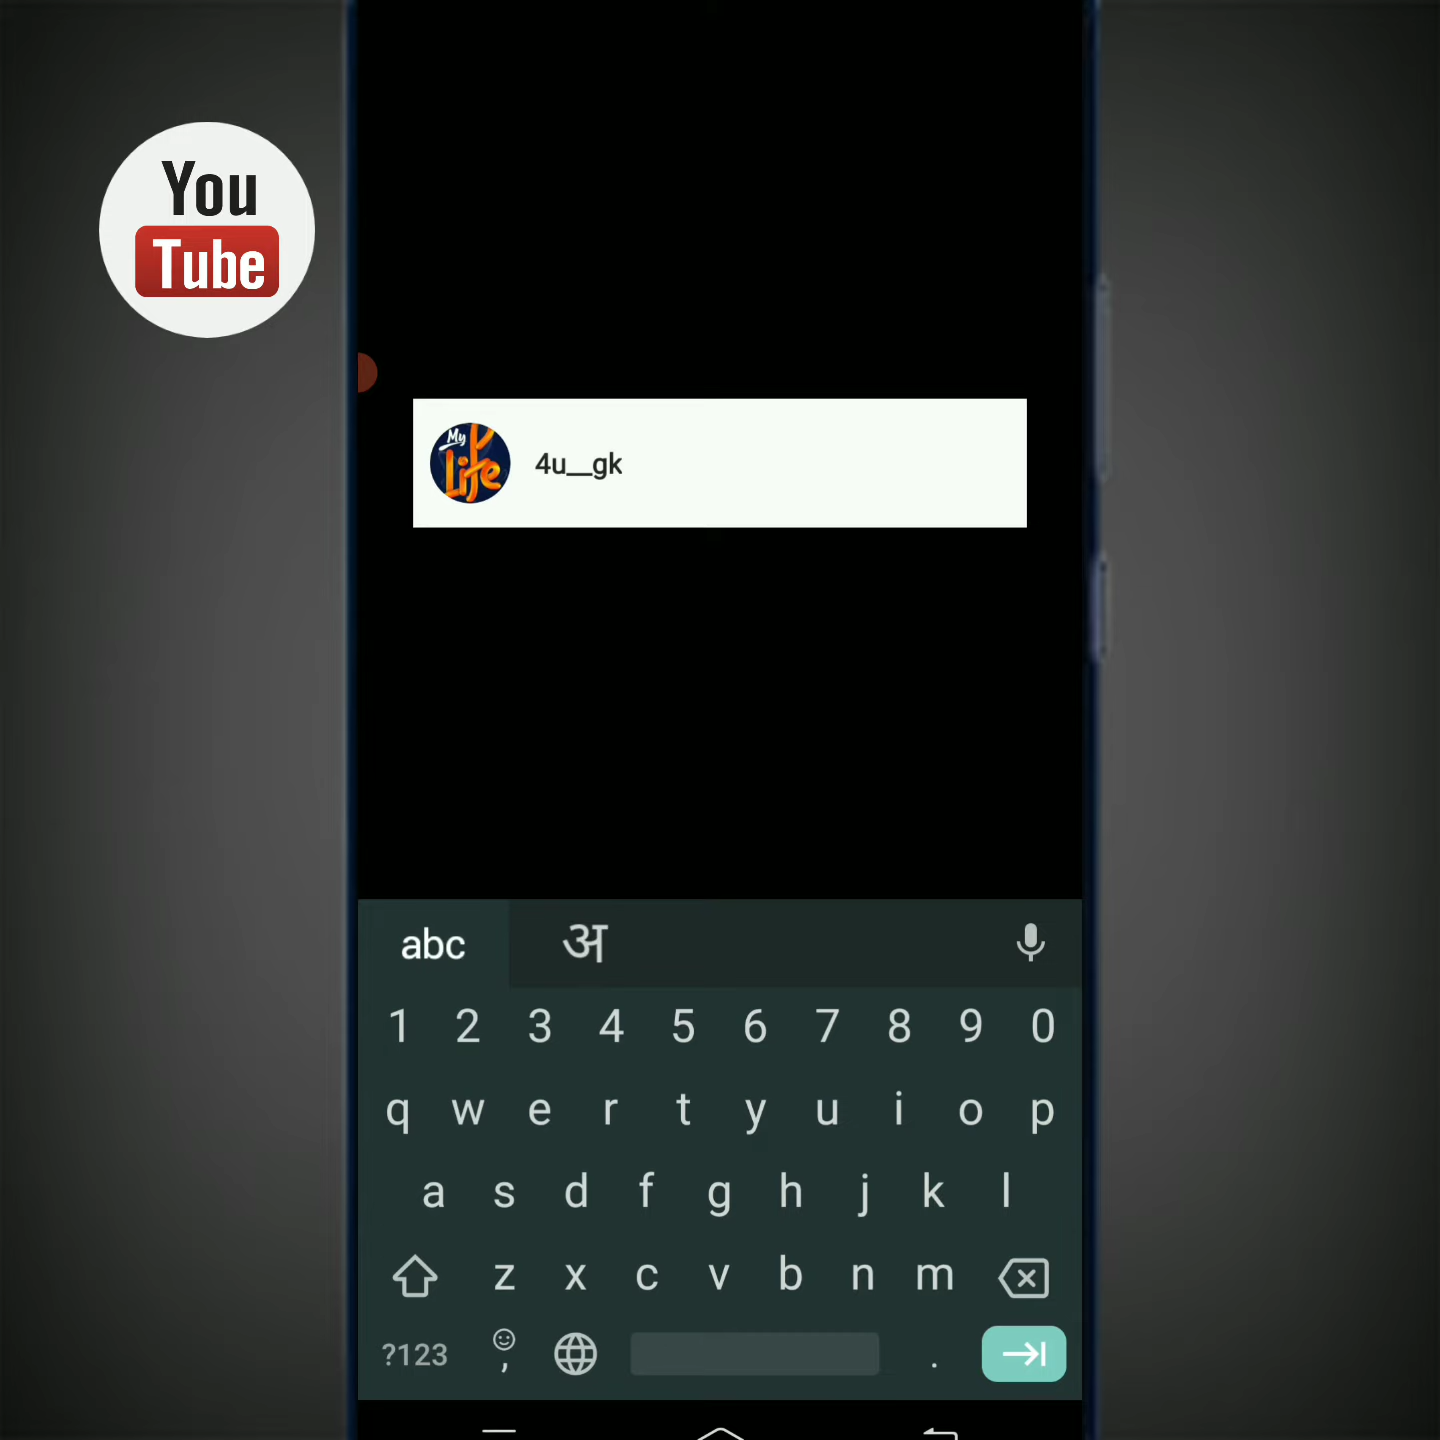 You
Tube
My
Life
4u__gk
abc अ
1 2 3 4 5 6 7 8 9 0
q w e r t y u i o p
a s d f g h j k l
z x c v b n m
?123 , .